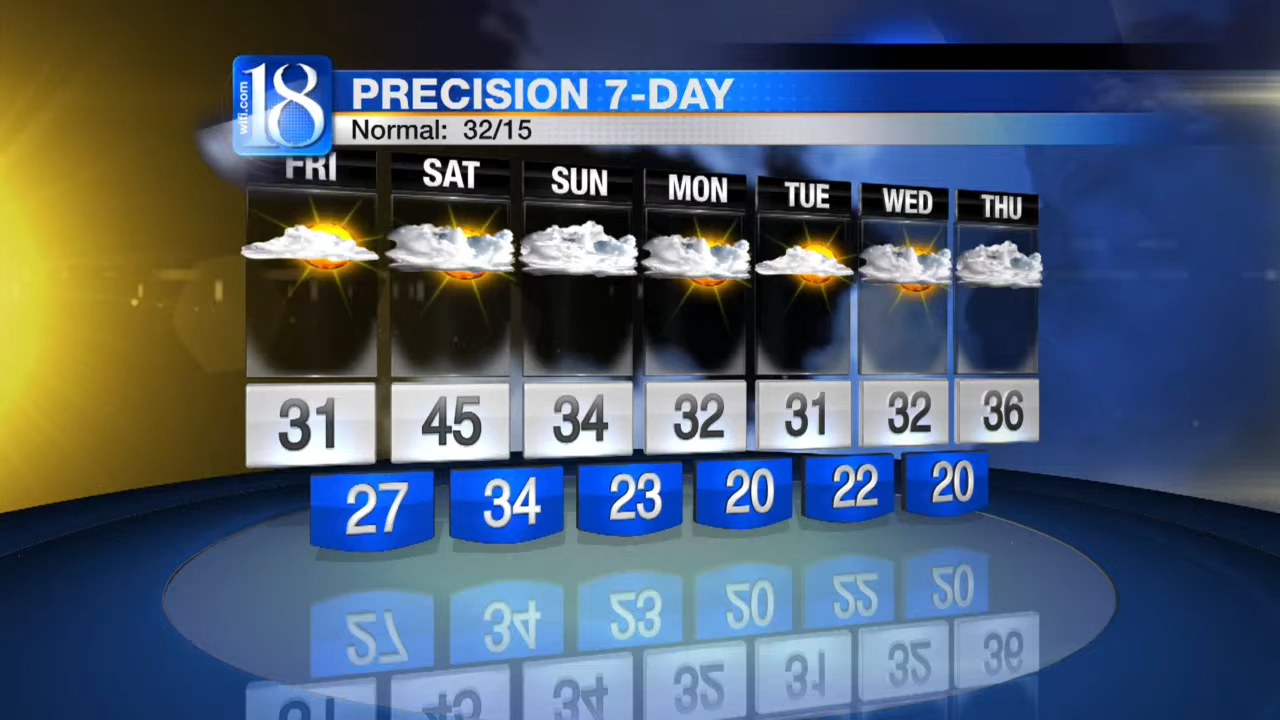 wlfi.com
18
PRECISION 7-DAY
Normal: 32/15
FRI SAT SUN MON TUE WED THU
31 45 34 32 31 32 36
27 34 23 20 22 20